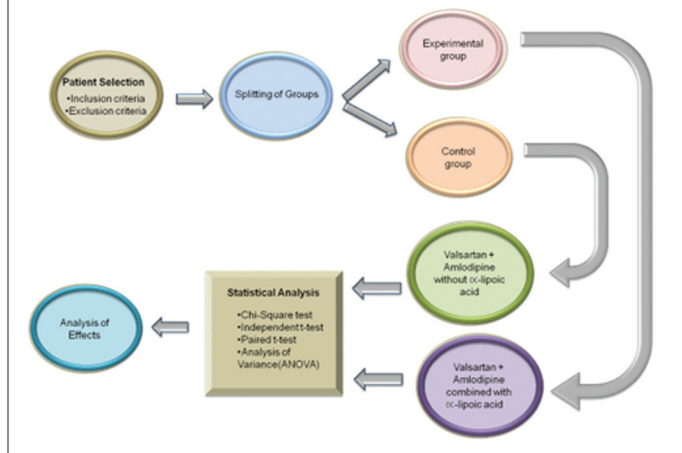 Patient Selection
•Inclusion criteria
•Exclusion criteria
Splitting of Groups
Experimental
group
Control
group
Valsartan +
Amlodipine
without ∝-lipoic
acid
Valsartan +
Amlodipine
combined with
∝-lipoic acid
Statistical Analysis
•Chi-Square test
•Independent t-test
•Paired t-test
•Analysis of
Variance(ANOVA)
Analysis of
Effects